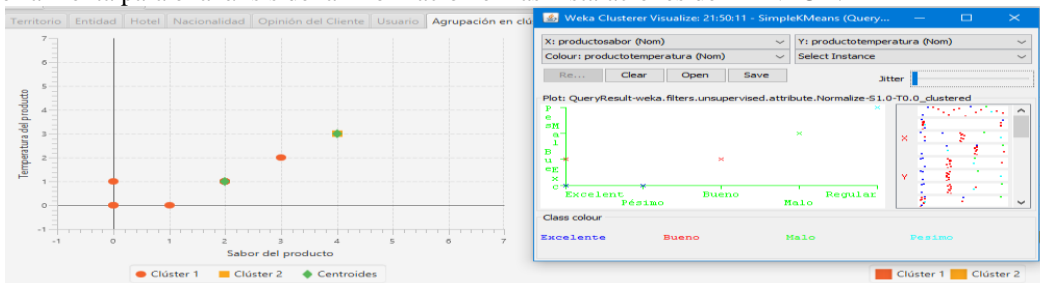 Territorio Entidad Hotel Nacionalidad Opinión del Cliente Usuario Agrupación en clú
7
6
5
4
3
2
1
0
-1
Temperatura del producto
-1 0 1 2 3 4 5 6 7
Sabor del producto
Clúster 1 Clúster 2 Centroides
Weka Clusterer Visualize: 21:50:11 - SimpleKMeans (Query...
X: productosabor (Nom) Y: productotemperatura (Nom)
Colour: productotemperatura (Nom) Select Instance
Re... Clear Open Save Jitter
Plot: QueryResult-weka.filters.unsupervised.attribute.Normalize-S1.0-T0.0_clustered
Excelent Pésimo Bueno Malo Regular
X
Y
Class colour
Excelente Bueno Malo Pesimo
Clúster 1 Clúster 2